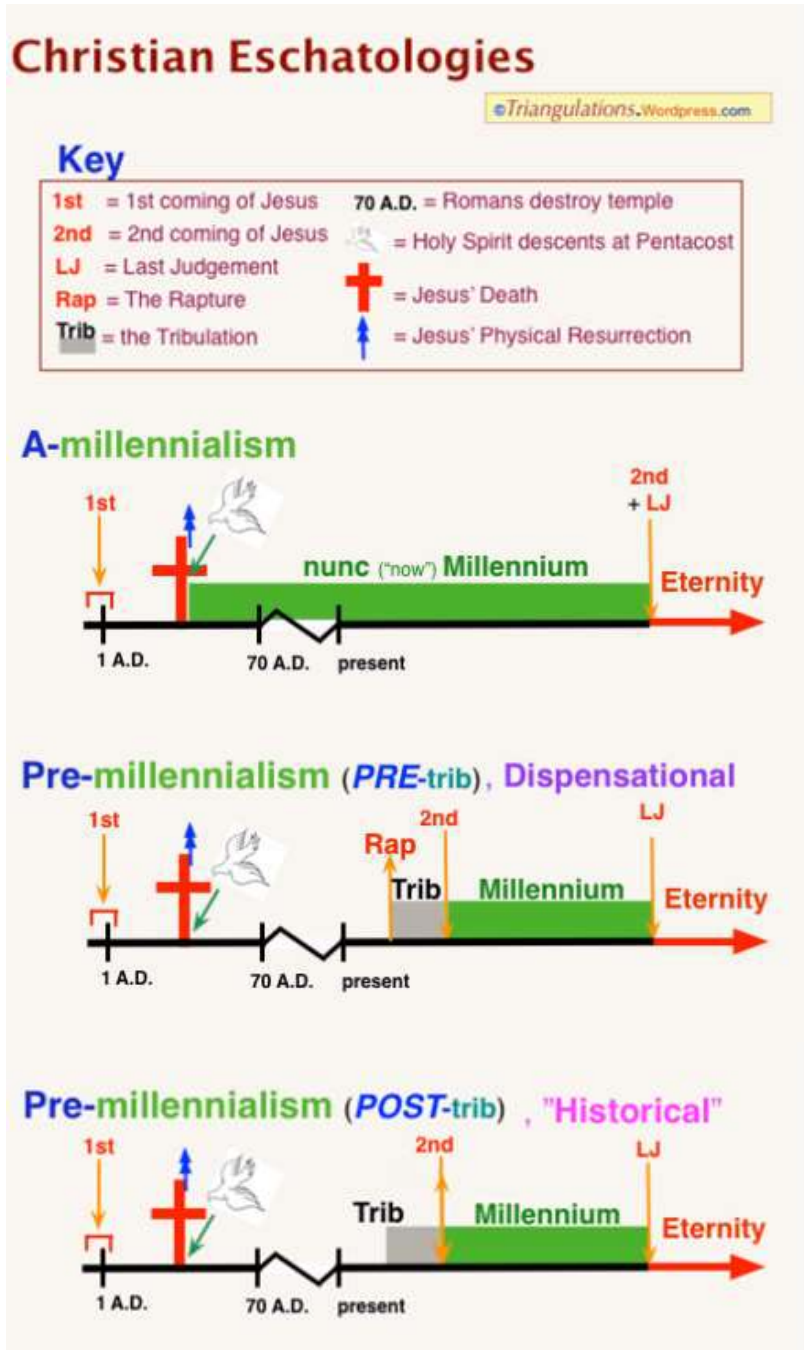 Christian Eschatologies
©Triangulations.Wordpress.com
Key
1st = 1st coming of Jesus
2nd = 2nd coming of Jesus
LJ = Last Judgement
Rap = The Rapture
Trib = the Tribulation
70 A.D. = Romans destroy temple
= Holy Spirit descents at Pentacost
= Jesus' Death
= Jesus' Physical Resurrection
A-millennialism
1st
2nd
+ LJ
nunc ("now") Millennium
Eternity
1 A.D.
70 A.D.
present
Pre-millennialism (PRE-trib), Dispensational
1st
2nd
LJ
Rap
Trib
Millennium
Eternity
1 A.D.
70 A.D.
present
Pre-millennialism (POST-trib) , "Historical"
1st
2nd
LJ
Trib
Millennium
Eternity
1 A.D.
70 A.D.
present